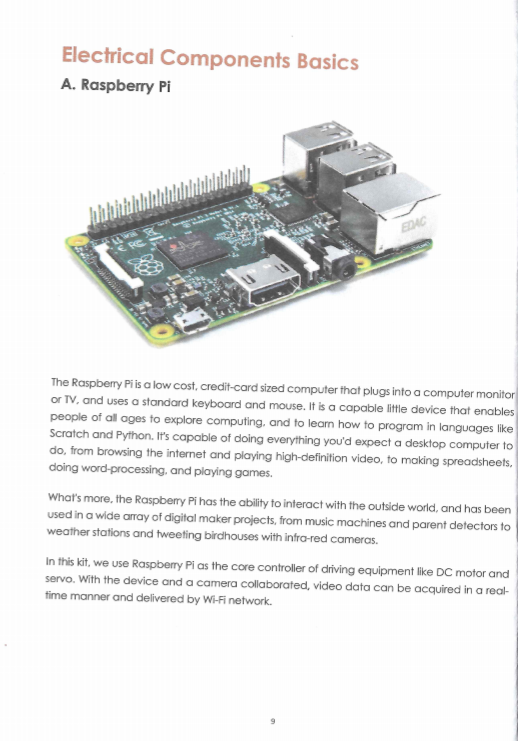 Electrical Components Basics
A. Raspberry Pi
EDAC
The Raspberry Pi is a low cost, credit-card sized computer that plugs into a computer monitor
or TV, and uses a standard keyboard and mouse. It is a capable little device that enables
people of all ages to explore computing, and to learn how to program in languages like
Scratch and Python. It's capable of doing everything you'd expect a desktop computer to
do, from browsing the internet and playing high-definition video, to making spreadsheets,
doing word-processing, and playing games.
What's more, the Raspberry Pi has the ability to interact with the outside world, and has been
used in a wide array of digital maker projects, from music machines and parent detectors to
weather stations and tweeting birdhouses with infra-red cameras.
In this kit, we use Raspberry Pi as the core controller of driving equipment like DC motor and
servo. With the device and a camera collaborated, video data can be acquired in a real-
time manner and delivered by Wi-Fi network.
9